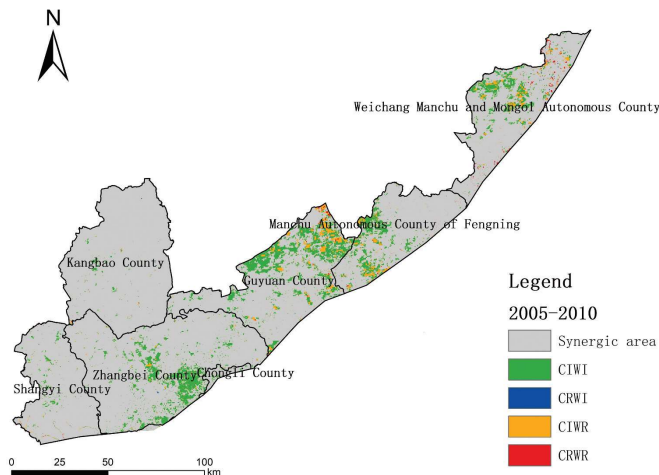 N
Weichang Manchu and Mongol Autonomous County
Manchu Autonomous County of Fengning
Kangbao County
Guyuan County
Zhangbei County
Chongli County
Shangyi County
Legend
2005-2010
Synergic area
CIWI
CRWI
CIWR
CRWR
0 25 50 100
km